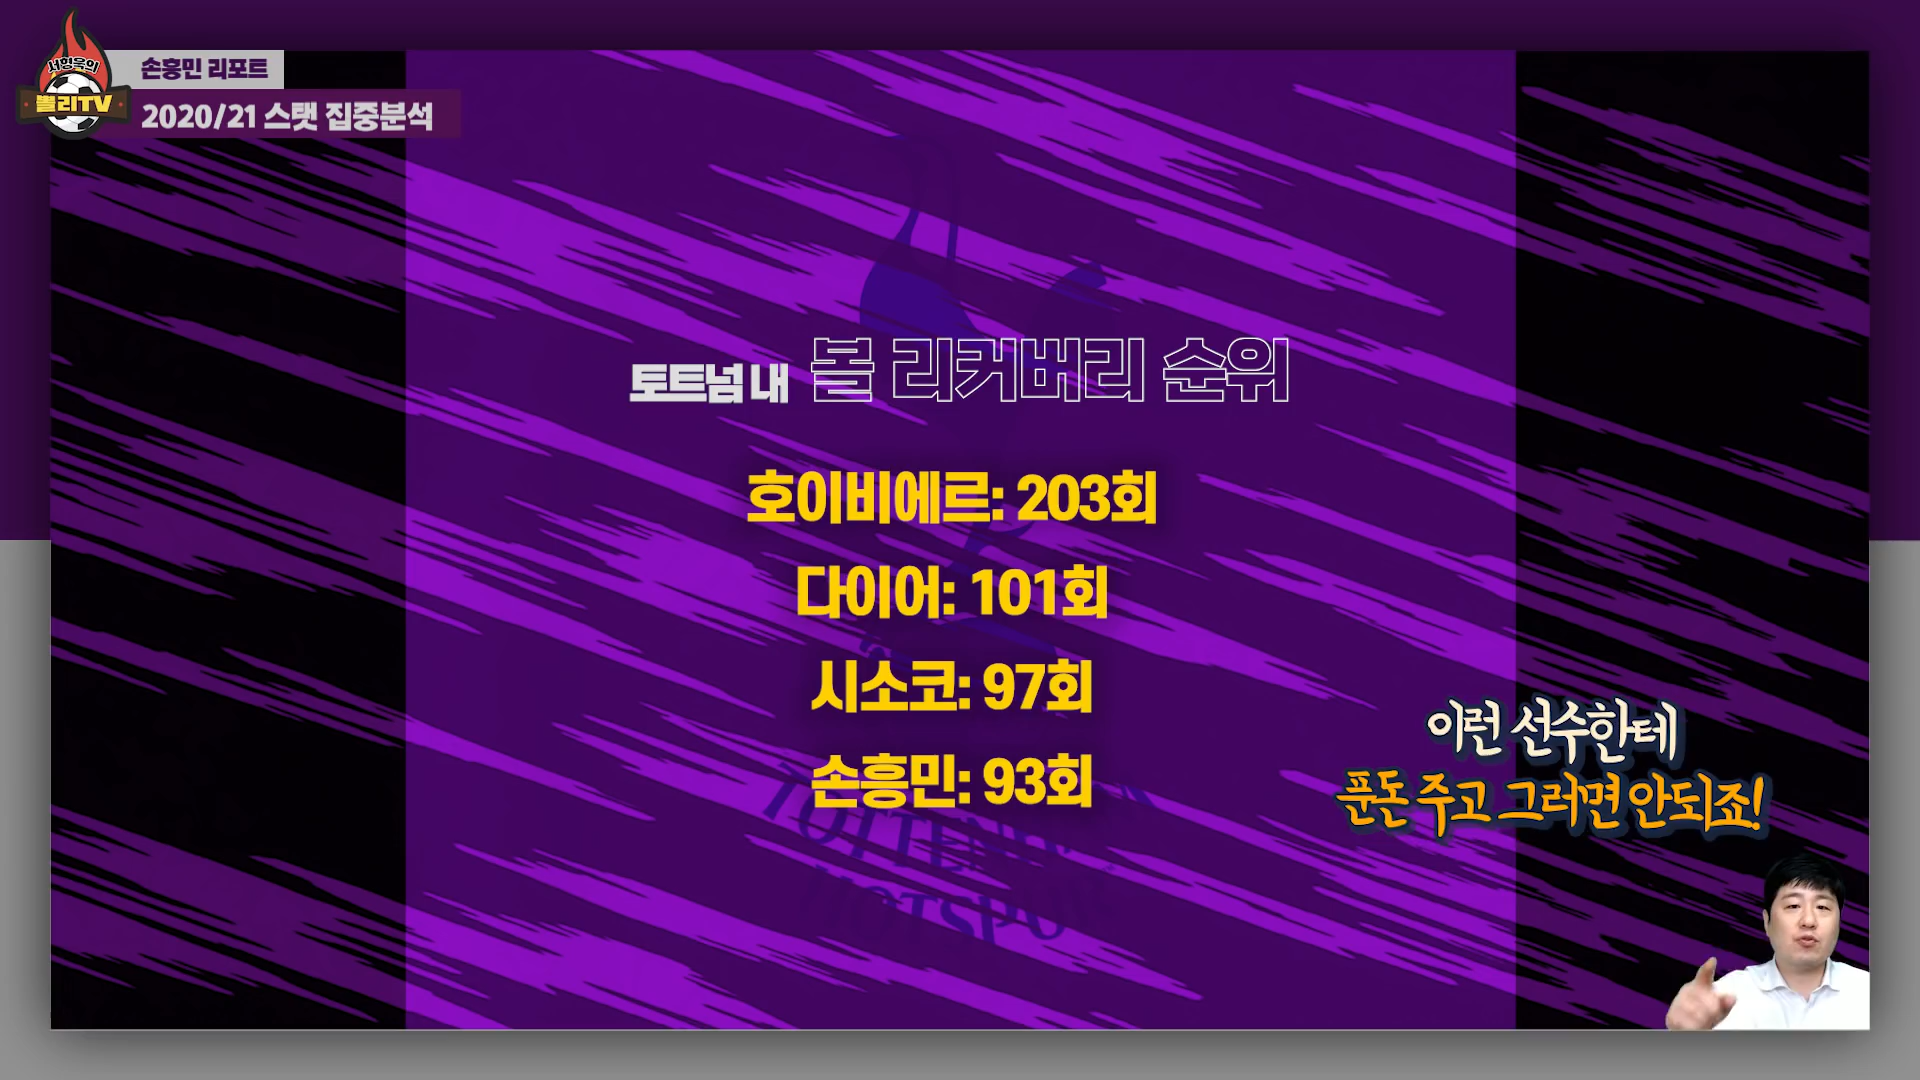 서형욱의
뽈리TV
손흥민 리포트
2020/21 스탯 집중분석
토트넘 내 볼 리커버리 순위
호이비에르: 203회
다이어: 101회
시소코: 97회
손흥민: 93회
이런 선수한테
푼돈 주고 그러면 안되죠!
TOTTENHAM
HOTSPUR